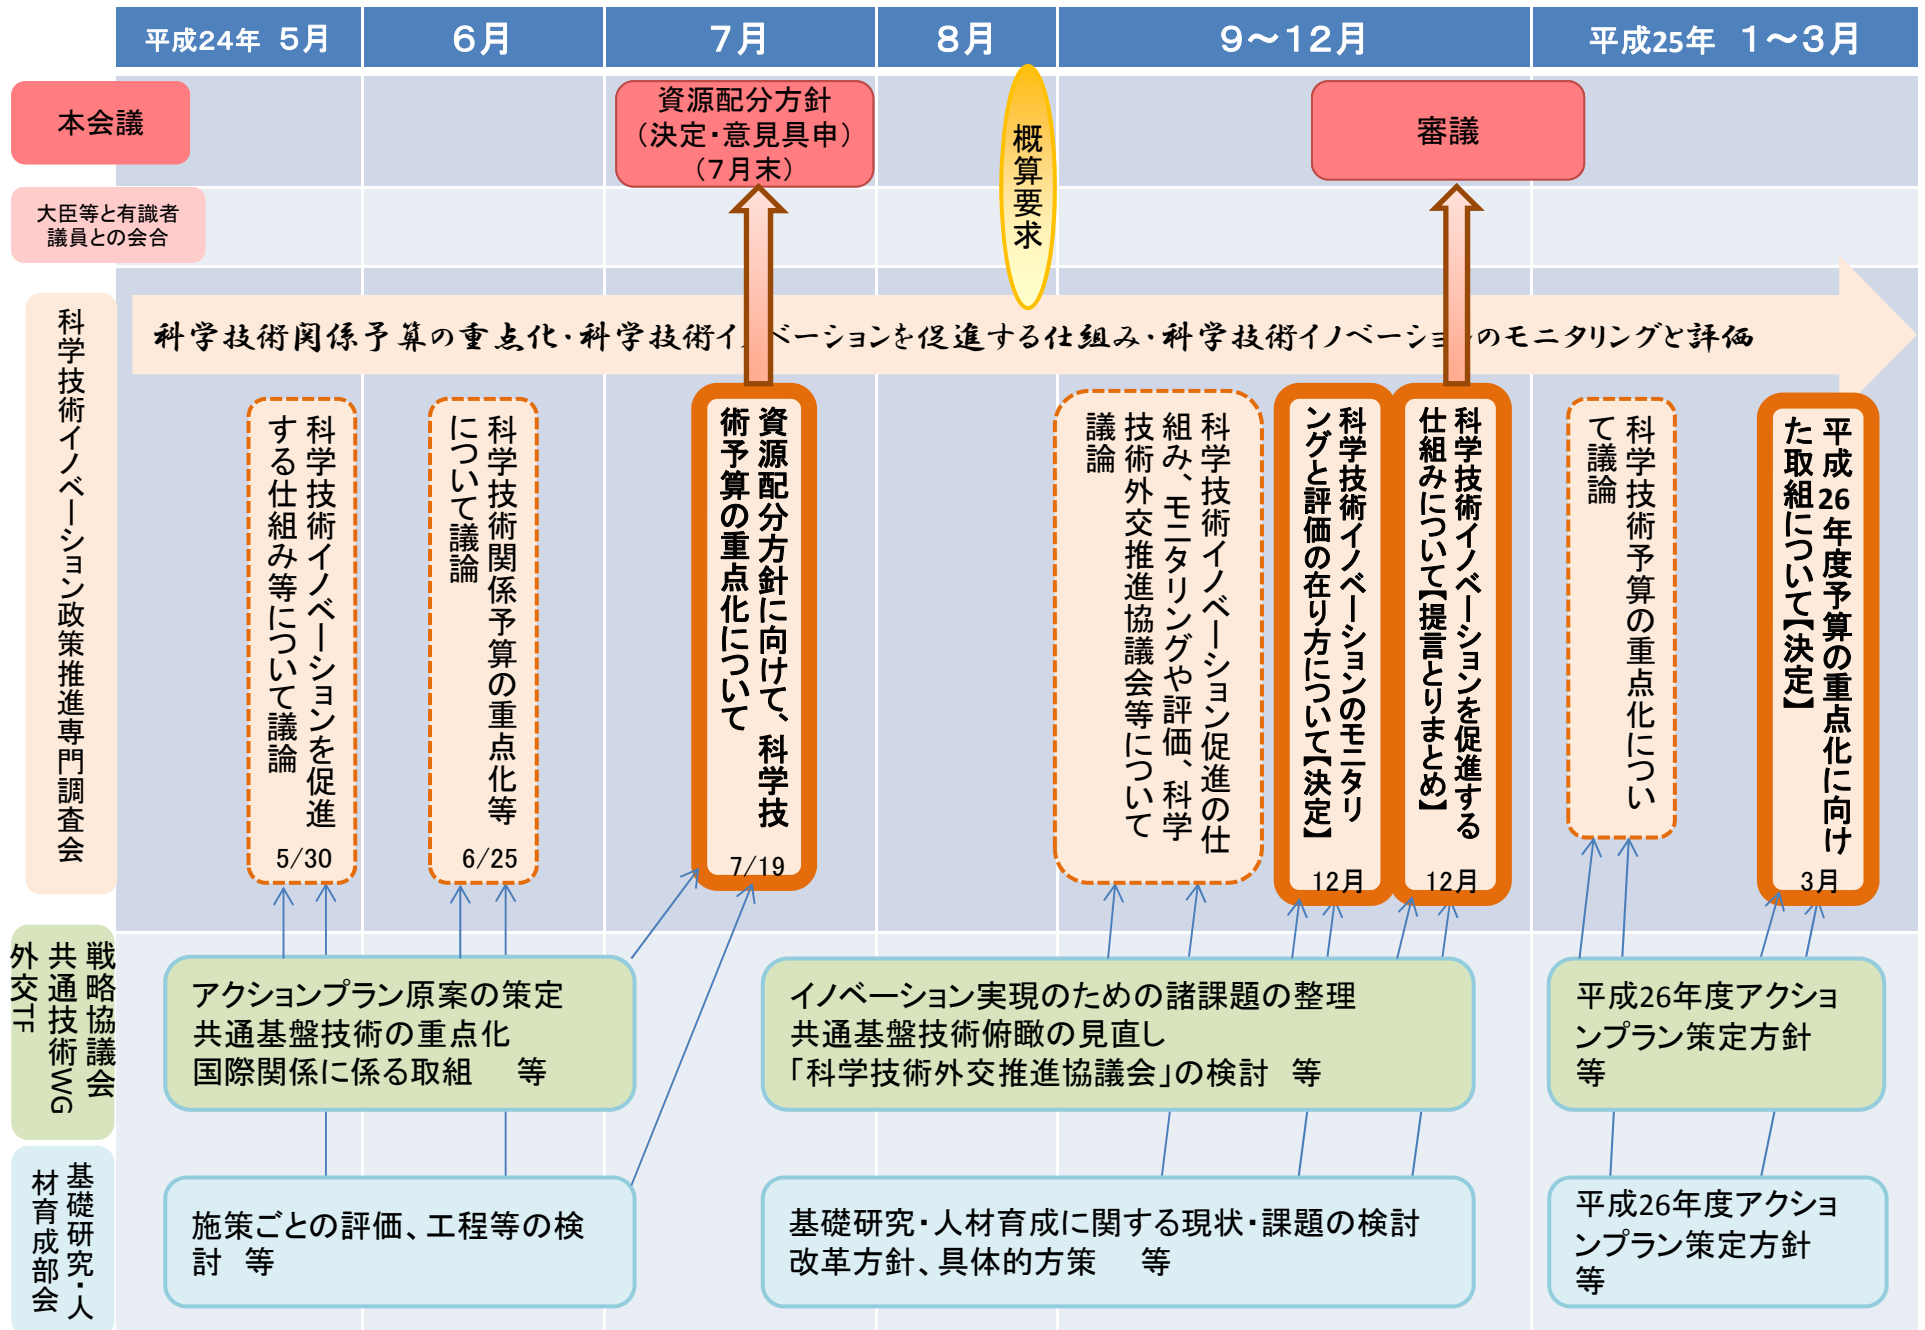 平成24年 5月
6月
7月
8月
9～12月
平成25年 1～3月
本会議
資源配分方針
（決定・意見具申）
（7月末）
概算要求
審議
大臣等と有識者
議員との会合
科学技術イノベーション政策推進専門調査会
科学技術関係予算の重点化・科学技術イノベーションを促進する仕組み・科学技術イノベーションのモニタリングと評価
科学技術イノベーションを促進
する仕組み等について議論
5/30
科学技術関係予算の重点化等
について議論
6/25
資源配分方針に向けて、科学技
術予算の重点化について
7/19
科学技術イノベーション促進の仕
組み、モニタリングや評価、科学
技術外交推進協議会等について
議論
科学技術イノベーションのモニタリ
ングと評価の在り方について【決定】
12月
科学技術イノベーションを促進する
仕組みについて【提言とりまとめ】
12月
科学技術予算の重点化につい
て議論
平成26年度予算の重点化に向け
た取組について【決定】
3月
戦略協議会
共通技術WG
外交TF
アクションプラン原案の策定
共通基盤技術の重点化
国際関係に係る取組　等
イノベーション実現のための諸課題の整理
共通基盤技術俯瞰の見直し
「科学技術外交推進協議会」の検討　等
平成26年度アクショ
ンプラン策定方針
等
基礎研究・人
材育成部会
施策ごとの評価、工程等の検
討　等
基礎研究・人材育成に関する現状・課題の検討
改革方針、具体的方策　等
平成26年度アクショ
ンプラン策定方針
等